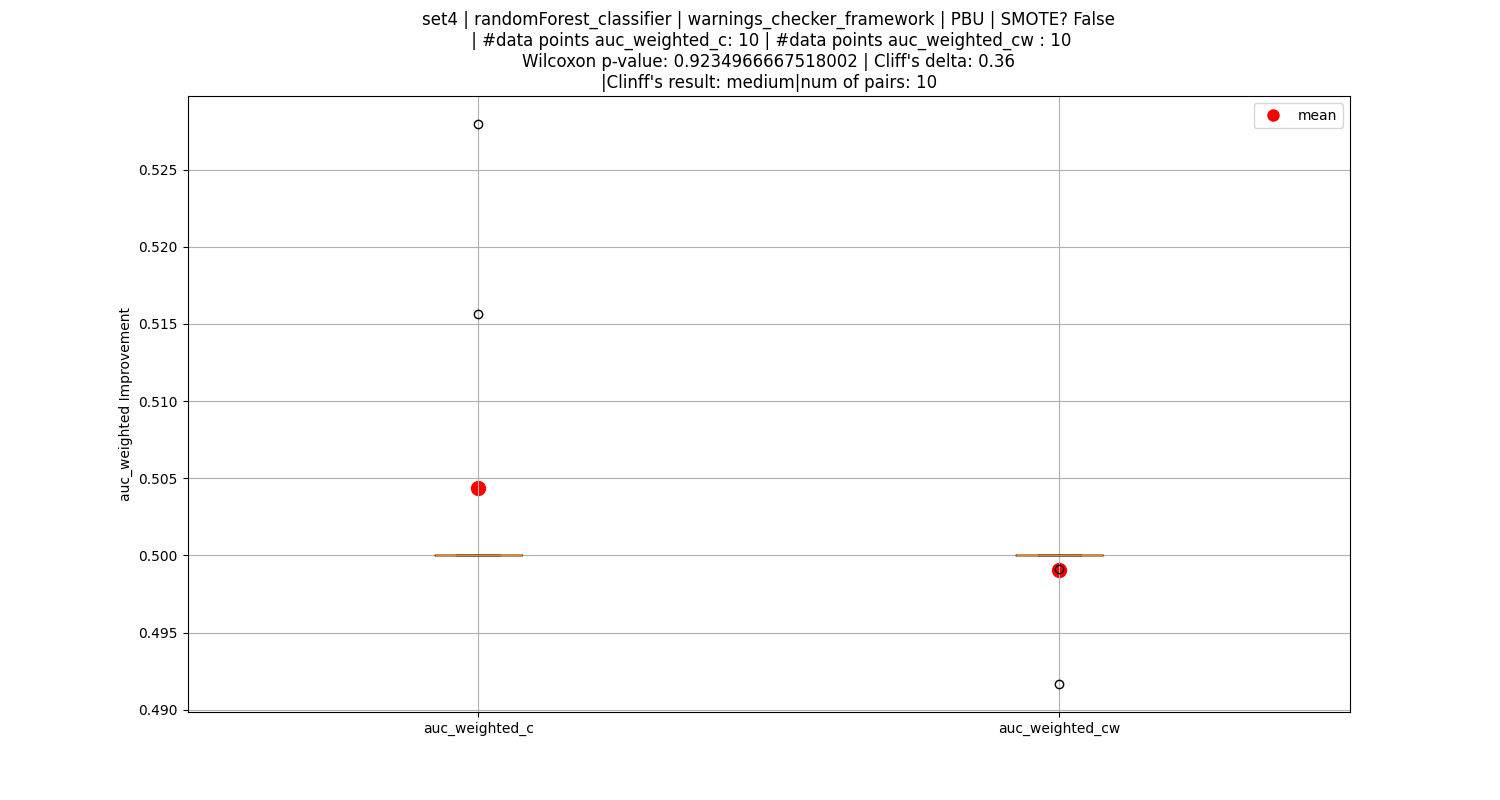 set4 | randomForest_classifier | warnings_checker_framework | PBU | SMOTE? False
| #data points auc_weighted_c: 10 | #data points auc_weighted_cw : 10
Wilcoxon p-value: 0.9234966667518002 | Cliff's delta: 0.36
|Clinff's result: medium|num of pairs: 10
mean
0.525
0.520
0.515
0.510
0.505
0.500
0.495
0.490
auc_weighted Improvement
auc_weighted_c
auc_weighted_cw